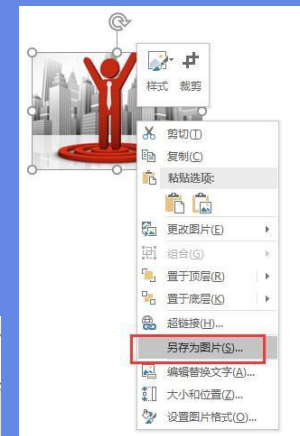 样式 裁剪
剪切(T)
复制(C)
粘贴选项:
更改图片(E)
组合(G)
置于顶层(R)
置于底层(K)
超链接(H)...
另存为图片(S)...
编辑替换文字(A)...
大小和位置(Z)...
设置图片格式(O)...